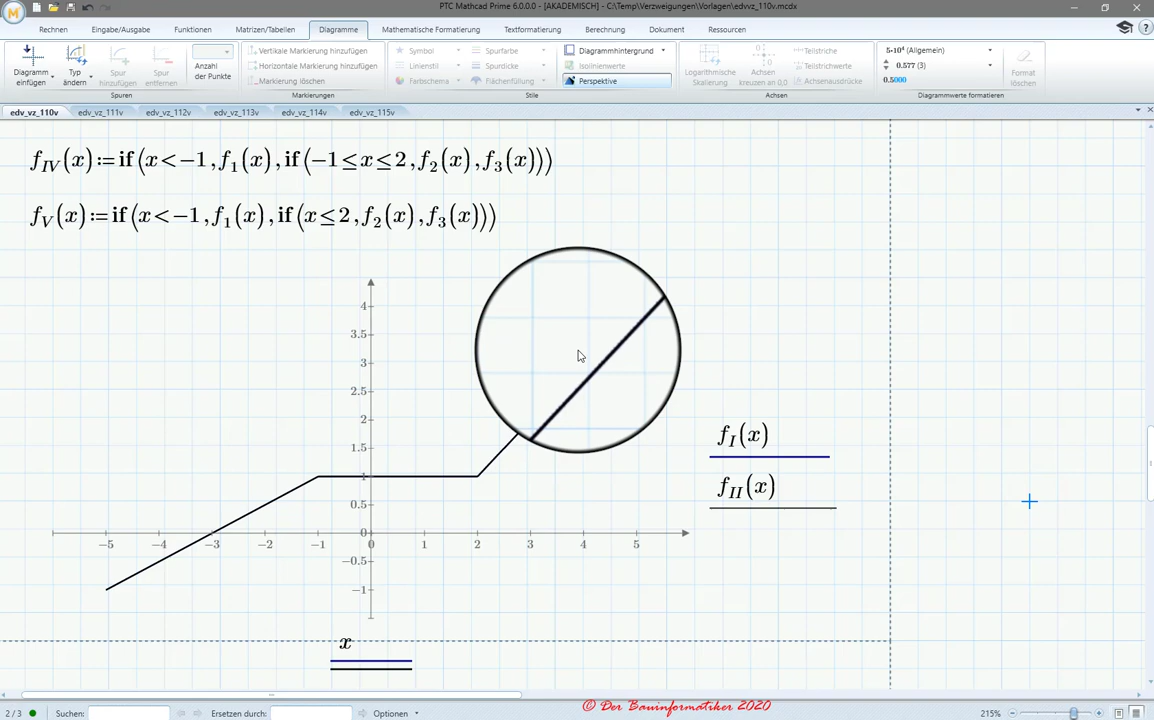 PTC Mathcad Prime 6.0.0.0 - [AKADEMISCH] C:\Temp\Verzweigungen\Vorlagen\edvvz_110v.mcdx
Rechnen Eingabe/Ausgabe Funktionen Matrizen/Tabellen Diagramme Mathematische Formatierung Textformatierung Berechnung Dokument Ressourcen
Diagramm einfügen
Typ ändern
Spur hinzufügen
Spur entfernen
Anzahl der Punkte
Spuren
Vertikale Markierung hinzufügen
Horizontale Markierung hinzufügen
Markierung löschen
Markierungen
Symbol
Linienstil
Farbschema
Spurfarbe
Spurdicke
Flächenfüllung
Diagrammhintergrund
Isolinienwerte
Perspektive
Stile
Logarithmische Skalierung
Achsen kreuzen an 0,0
Teilstriche
Teilstrichwerte
Achsenausdrücke
Achsen
5·10⁴ (Allgemein)
0.577 (3)
0.5000
Format löschen
Diagrammwerte formatieren
edv_vz_110v edv_vz_111v edv_vz_112v edv_vz_113v edv_vz_114v edv_vz_115v
f_IV(x):=if(x<−1,f_1(x),if(−1≤x≤2,f_2(x),f_3(x)))
f_V(x):=if(x<−1,f_1(x),if(x≤2,f_2(x),f_3(x)))
4
3.5
3
2.5
2
1.5
1
0.5
0
−0.5
−1
−5 −4 −3 −2 −1 0 1 2 3 4 5
f_I(x)
f_II(x)
x
2 / 3 Suchen: Ersetzen durch: Optionen 215%
© Der Bauinformatiker 2020